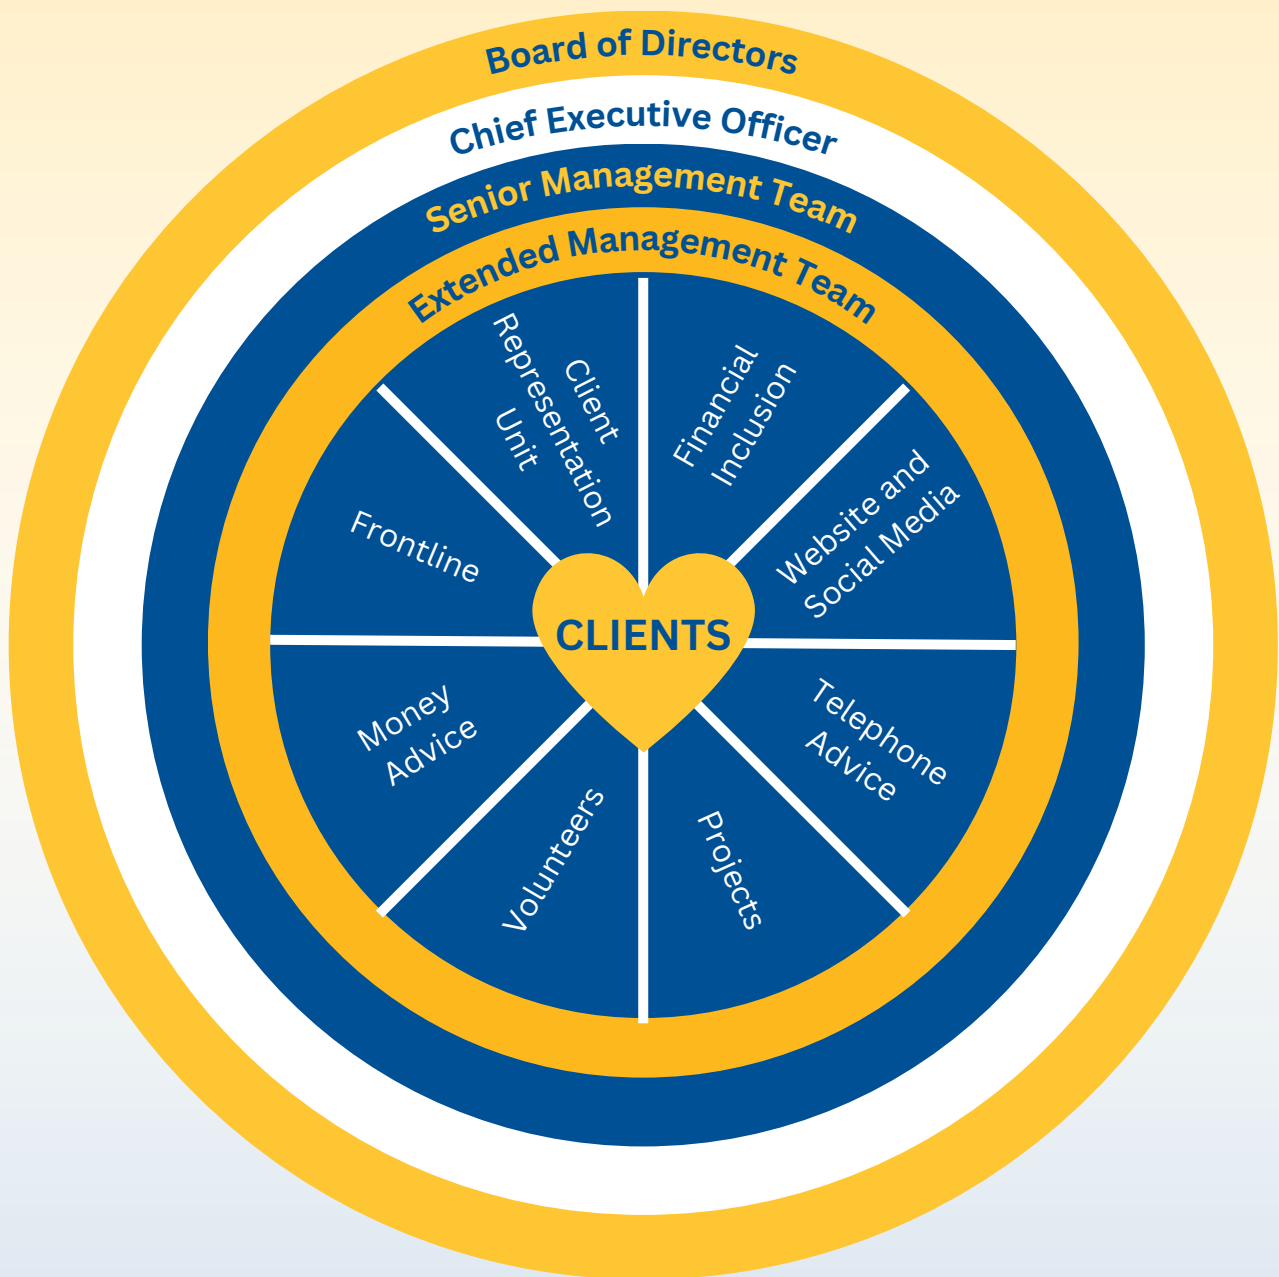 Board of Directors
Chief Executive Officer
Senior Management Team
Extended Management Team
Client
Representation
Unit
Financial
Inclusion
Website and
Social Media
Telephone
Advice
Projects
Volunteers
Money
Advice
Frontline
CLIENTS